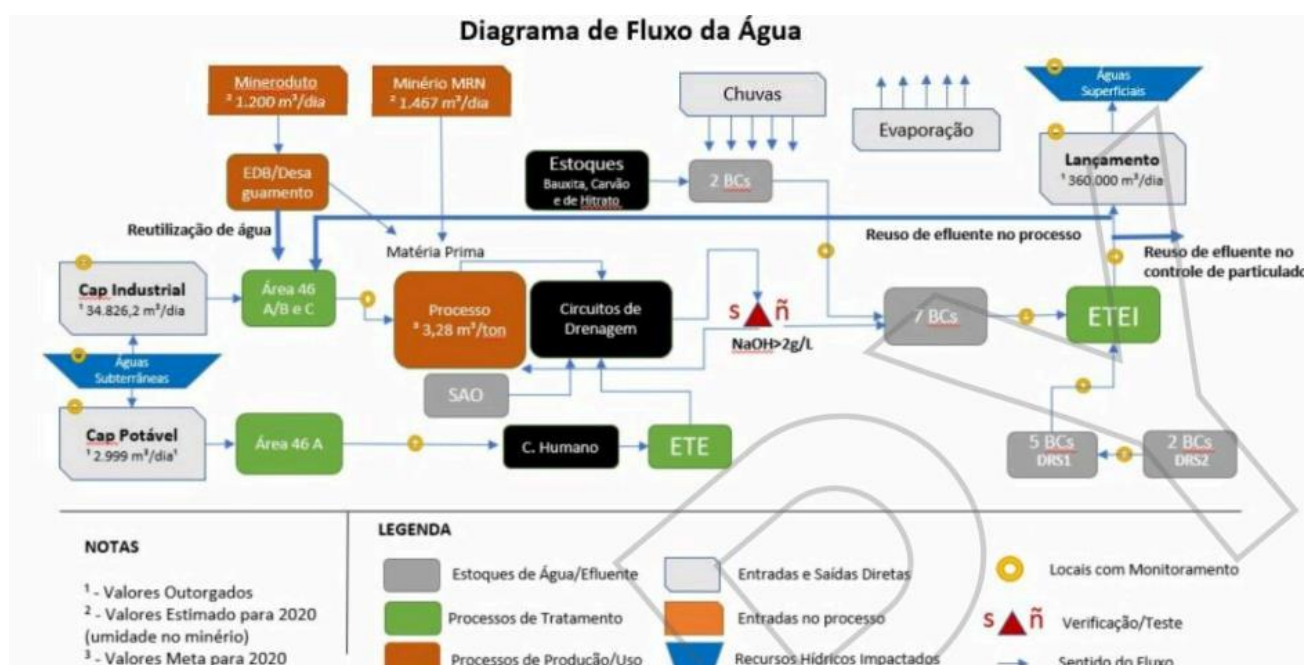 Diagrama de Fluxo da Água
Mineroduto
² 1.200 m³/dia
Minério MRN
² 1.467 m³/dia
Chuvas
Evaporação
Águas
Superficiais
Lançamento
¹ 360.000 m³/dia
EDB/Desa
guamento
Estoques
Bauxita, Carvão
e de Hitrato
2 BCs
Reutilização de água
Matéria Prima
Reuso de efluente no processo
Reuso de efluente no
controle de particulado
Cap Industrial
¹ 34.826,2 m³/dia
Área 46
A/B e C
Processo
³ 3,28 m³/ton
Circuitos de
Drenagem
S ñ
NaOH>2g/L
7 BCs
ETEI
Águas
Subterrâneas
SAO
Cap Potável
¹ 2.999 m³/dia¹
Área 46 A
C. Humano
ETE
5 BCs
DRS1
2 BCs
DRS2
NOTAS
¹ - Valores Outorgados
² - Valores Estimado para 2020
(umidade no minério)
³ - Valores Meta para 2020
LEGENDA
Estoques de Água/Efluente
Entradas e Saídas Diretas
Locais com Monitoramento
Processos de Tratamento
Entradas no processo
S ñ Verificação/Teste
Processos de Produção/Uso
Recursos Hídricos Impactados
Sentido do Fluxo